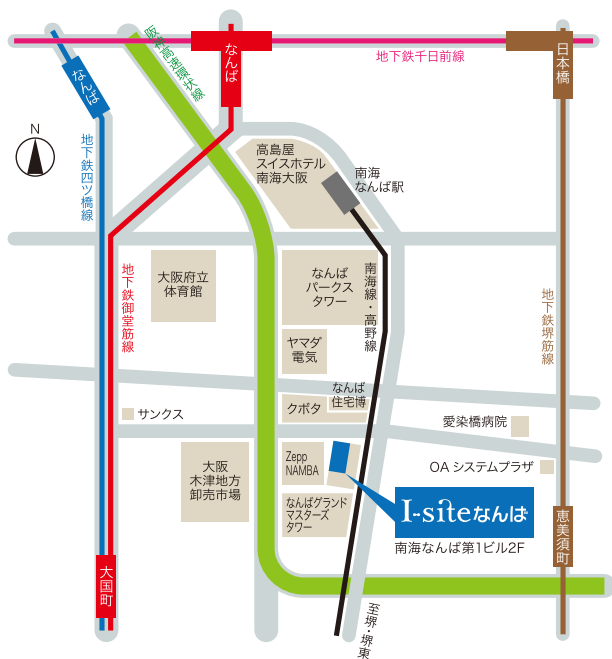 阪神高速環状線
なんば
なんば
地下鉄千日前線
日本橋
N
地下鉄四ツ橋線
高島屋
スイスホテル
南海大阪
南海
なんば駅
大阪府立
体育館
なんば
パークス
タワー
南海線・高野線
地下鉄御堂筋線
地下鉄堺筋線
ヤマダ
電気
なんば
住宅博
クボタ
サンクス
愛染橋病院
大阪
木津地方
卸売市場
Zepp
NAMBA
OA システムプラザ
なんばグランド
マスターズ
タワー
I-siteなんば
南海なんば第1ビル2F
恵美須町
大国町
至堺・堺東